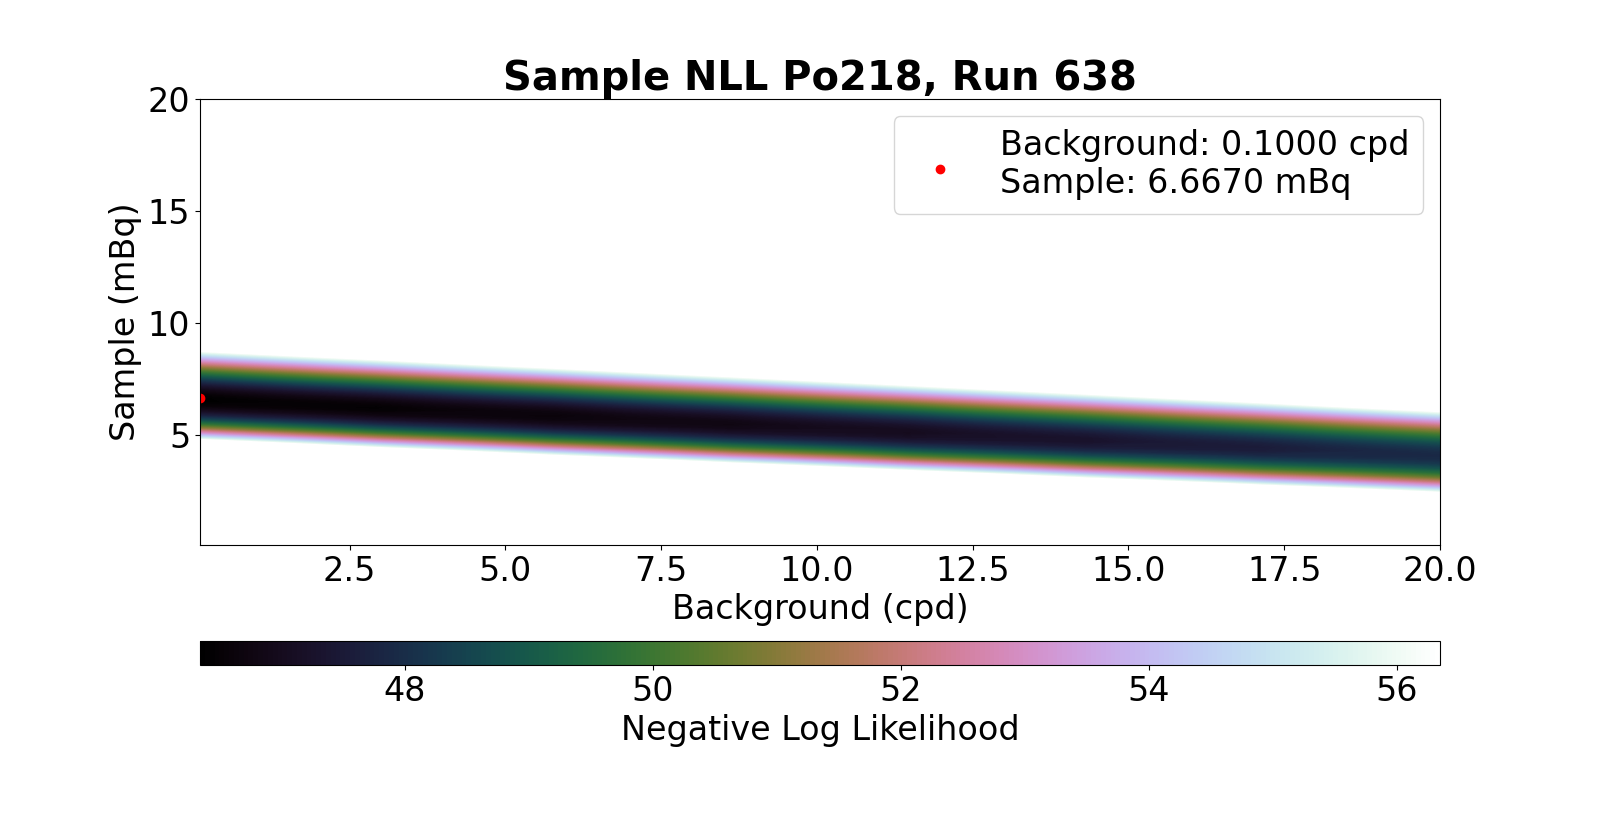 Sample NLL Po218, Run 638
Background: 0.1000 cpd
Sample: 6.6670 mBq
Sample (mBq)
20
15
10
5
2.5 5.0 7.5 10.0 12.5 15.0 17.5 20.0
Background (cpd)
48 50 52 54 56
Negative Log Likelihood